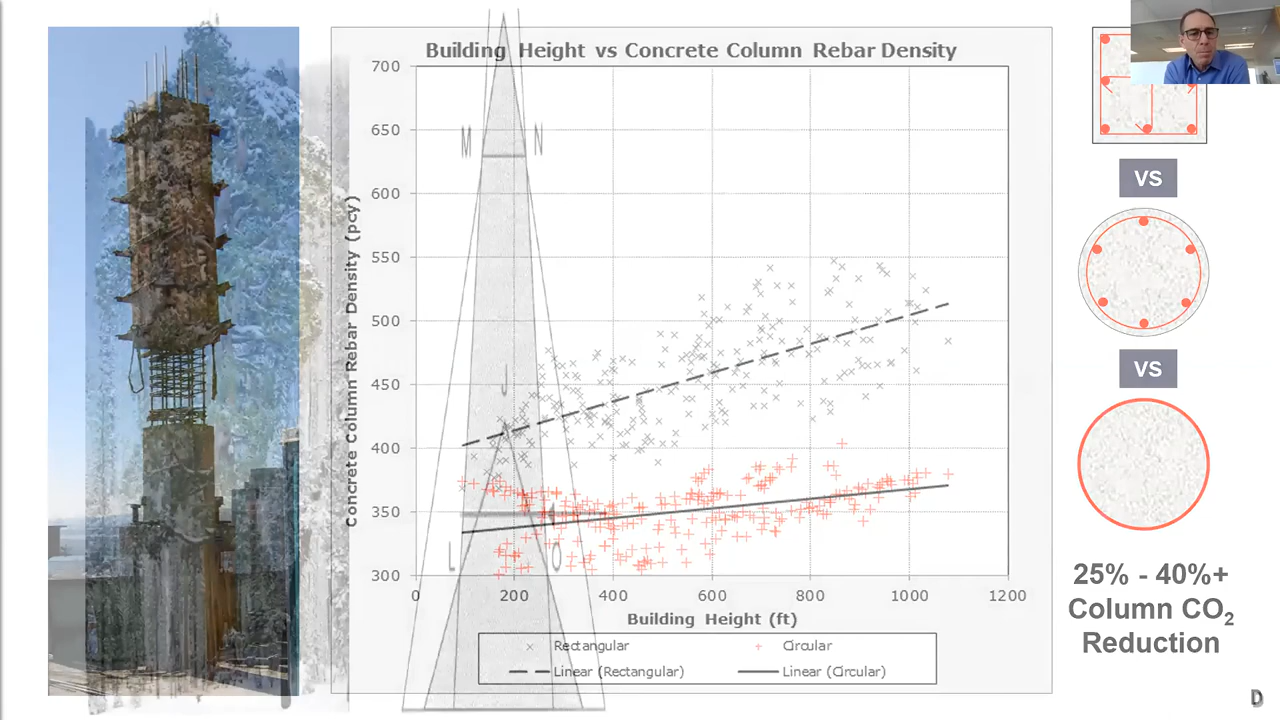 Building Height vs Concrete Column Rebar Density
700
650
600
550
500
450
400
350
300
Concrete Column Rebar Density (pcy)
0 200 400 600 800 1000 1200
Building Height (ft)
Rectangular
Circular
Linear (Rectangular)
Linear (Circular)
M N
J
L O
VS
VS
25% - 40%+
Column CO2
Reduction
D